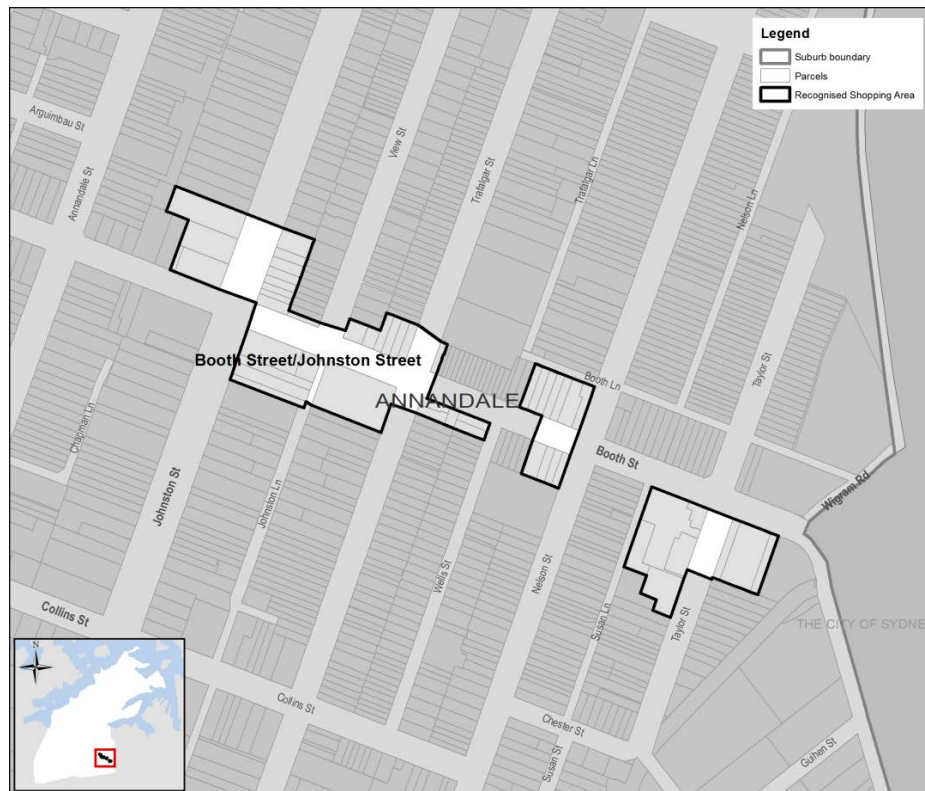 Legend
Suburb boundary
Parcels
Recognised Shopping Area
Arguimbau St
Annandale St
View St
Trafalgar St
Trafalgar Ln
Nelson Ln
Taylor St
Booth Street/Johnston Street
ANNANDALE
Booth Ln
Booth St
Wigram Rd
Chapman Ln
Johnston St
Johnston Ln
Wells St
Nelson St
Susan Ln
Taylor St
THE CITY OF SYDNE
Collins St
Collins St
Chester St
Susan St
Guihen St
N